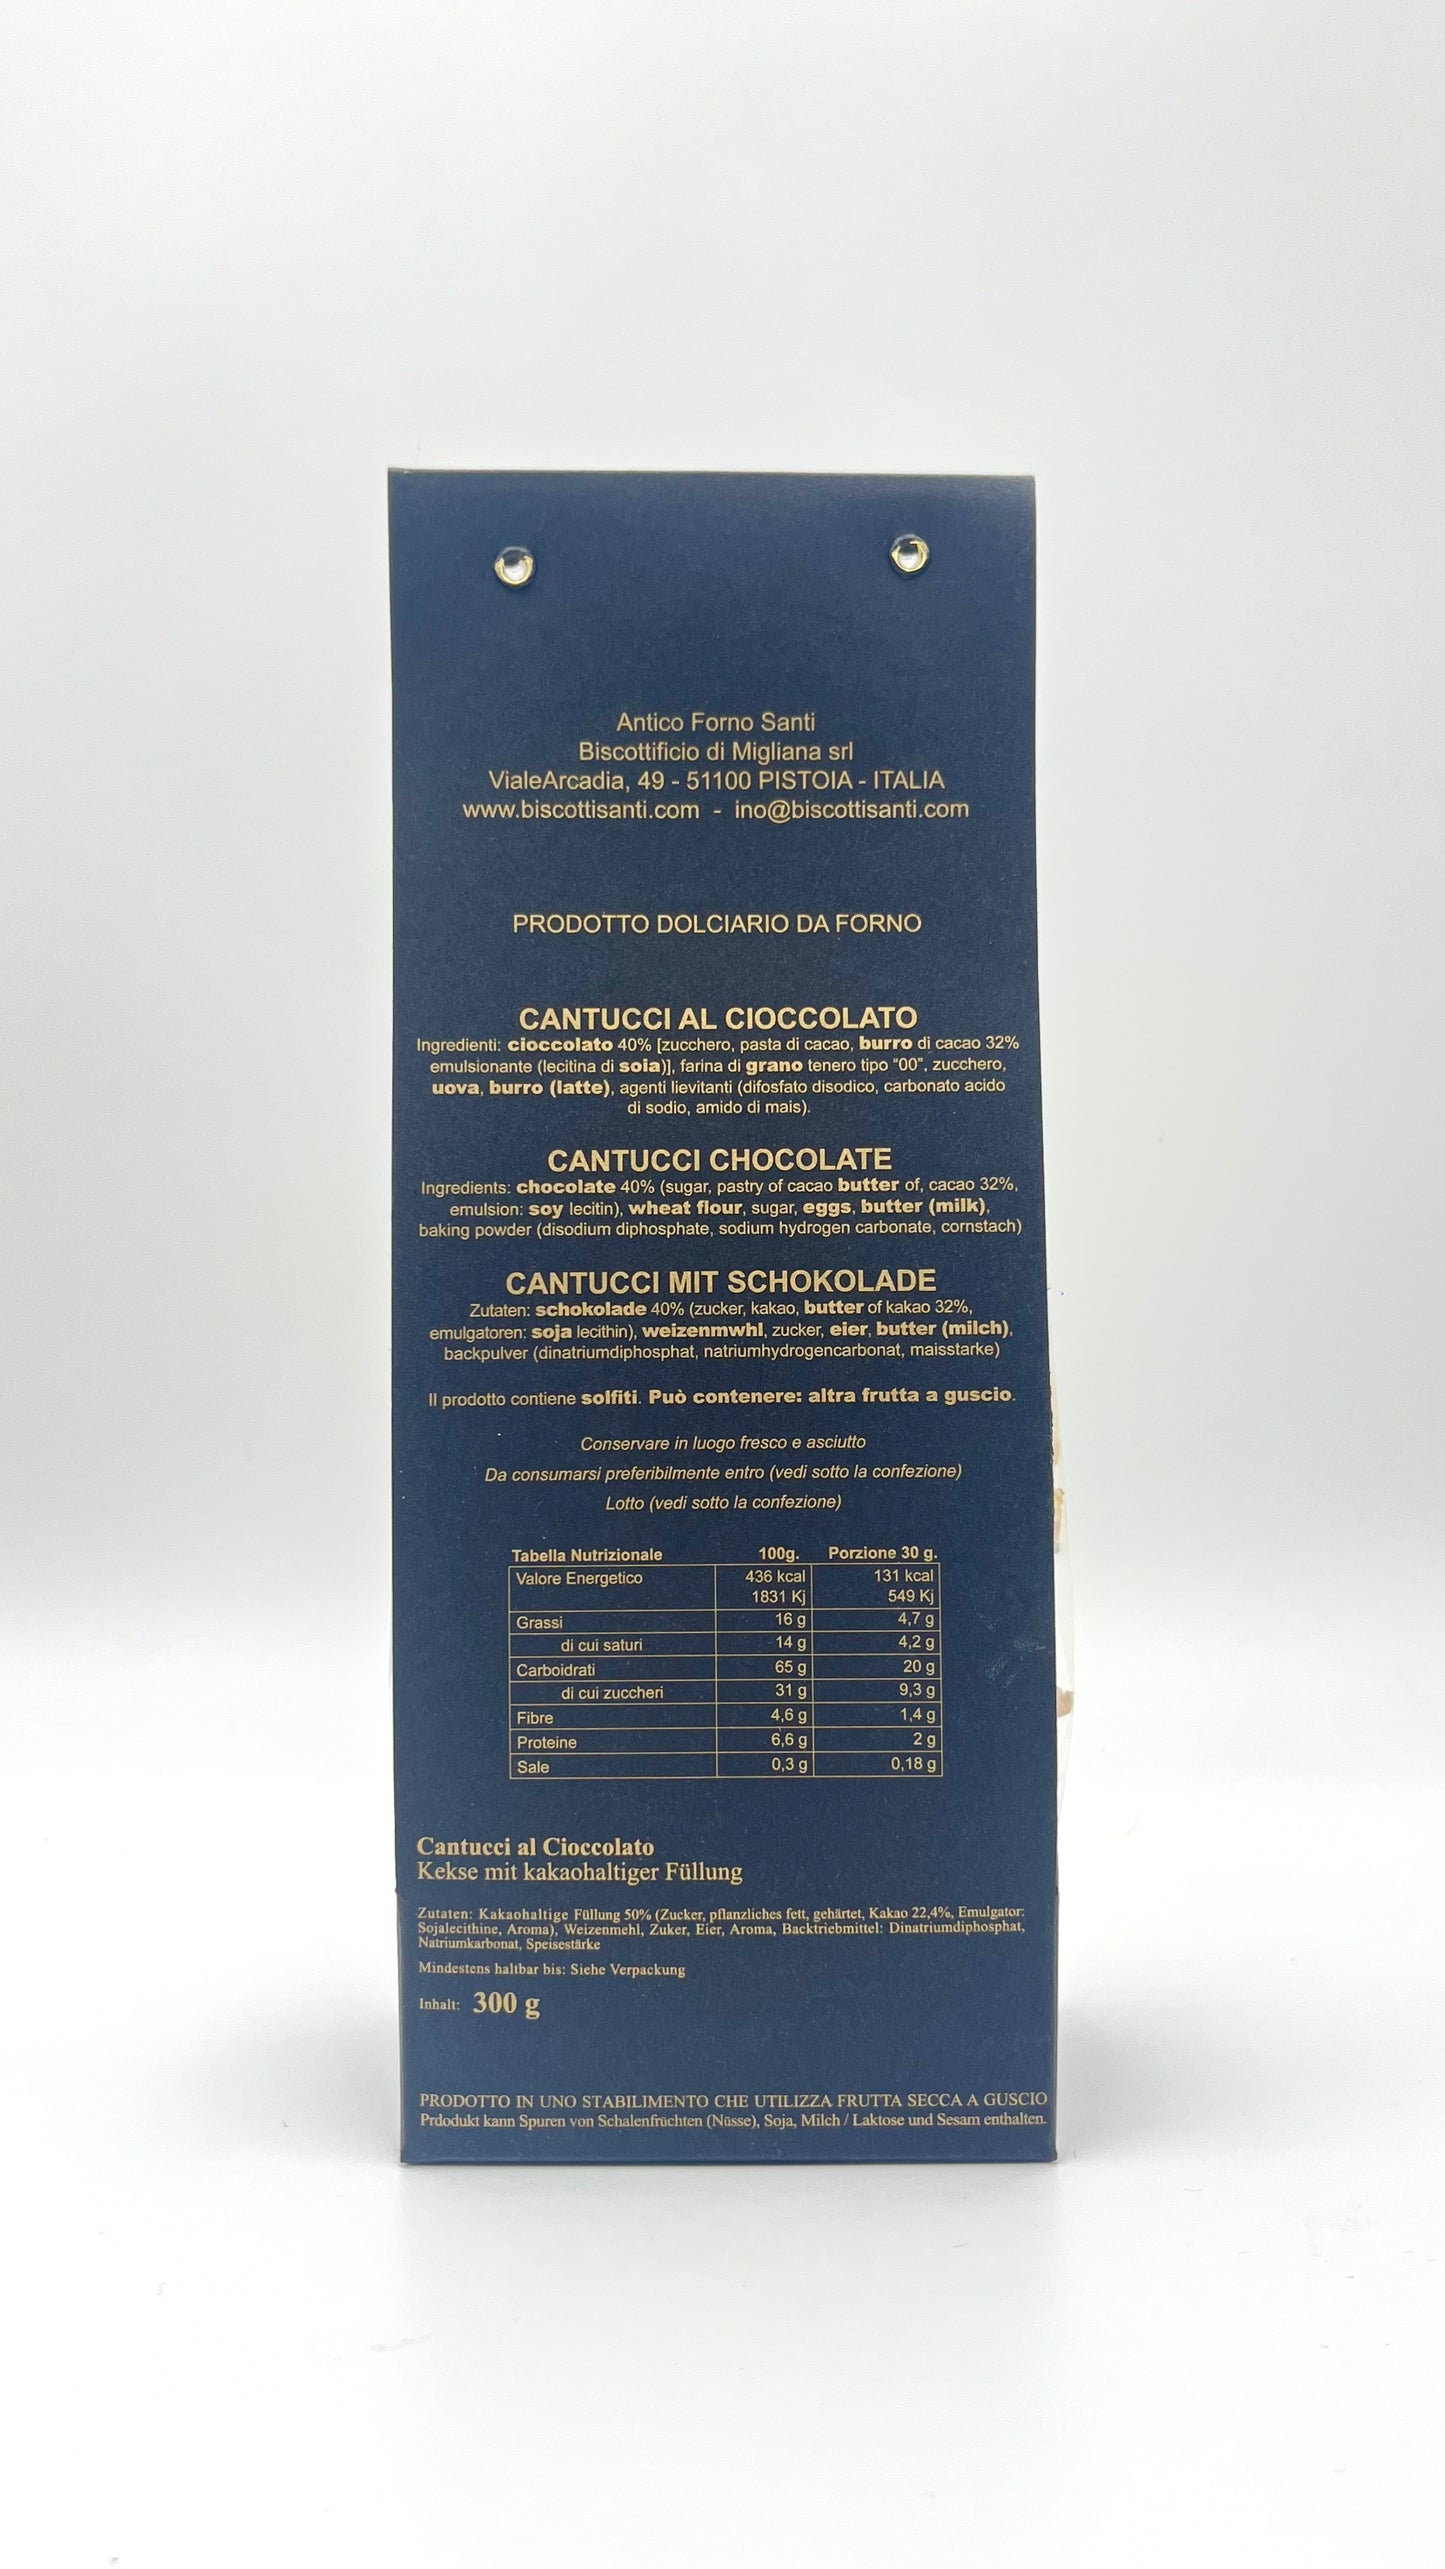 Antico Forno Santi
Biscottificio di Migliana srl
VialeArcadia, 49 - 51100 PISTOIA - ITALIA
www.biscottisanti.com - ino@biscottisanti.com
PRODOTTO DOLCIARIO DA FORNO
CANTUCCI AL CIOCCOLATO
Ingredienti: cioccolato 40% [zucchero, pasta di cacao, burro di cacao 32%
emulsionante (lecitina di soia)], farina di grano tenero tipo "00", zucchero,
uova, burro (latte), agenti lievitanti (difosfato disodico, carbonato acido
di sodio, amido di mais).
CANTUCCI CHOCOLATE
Ingredients: chocolate 40% (sugar, pastry of cacao butter of, cacao 32%,
emulsion: soy lecitin), wheat flour, sugar, eggs, butter (milk),
baking powder (disodium diphosphate, sodium hydrogen carbonate, cornstach)
CANTUCCI MIT SCHOKOLADE
Zutaten: schokolade 40% (zucker, kakao, butter of kakao 32%,
emulgatoren: soja lecithin), weizenmwhl, zucker, eier, butter (milch),
backpulver (dinatriumdiphosphat, natriumhydrogencarbonat, maisstarke)
Il prodotto contiene solfiti. Può contenere: altra frutta a guscio.
Conservare in luogo fresco e asciutto
Da consumarsi preferibilmente entro (vedi sotto la confezione)
Lotto (vedi sotto la confezione)
Tabella Nutrizionale 100g. Porzione 30 g.
Valore Energetico 436 kcal 131 kcal
1831 Kj 549 Kj
Grassi 16 g 4,7 g
di cui saturi 14 g 4,2 g
Carboidrati 65 g 20 g
di cui zuccheri 31 g 9,3 g
Fibre 4,6 g 1,4 g
Proteine 6,6 g 2 g
Sale 0,3 g 0,18 g
Cantucci al Cioccolato
Kekse mit kakaohaltiger Füllung
Zutaten: Kakaohaltige Füllung 50% (Zucker, pflanzliches fett, gehärtet, Kakao 22,4%, Emulgator:
Sojalecithine, Aroma), Weizenmehl, Zuker, Eier, Aroma, Backtriebmittel: Dinatriumdiphosphat,
Natriumkarbonat, Speisestärke
Mindestens haltbar bis: Siehe Verpackung
Inhalt: 300 g
PRODOTTO IN UNO STABILIMENTO CHE UTILIZZA FRUTTA SECCA A GUSCIO
Prdodukt kann Spuren von Schalenfrüchten (Nüsse), Soja, Milch / Laktose und Sesam enthalten.